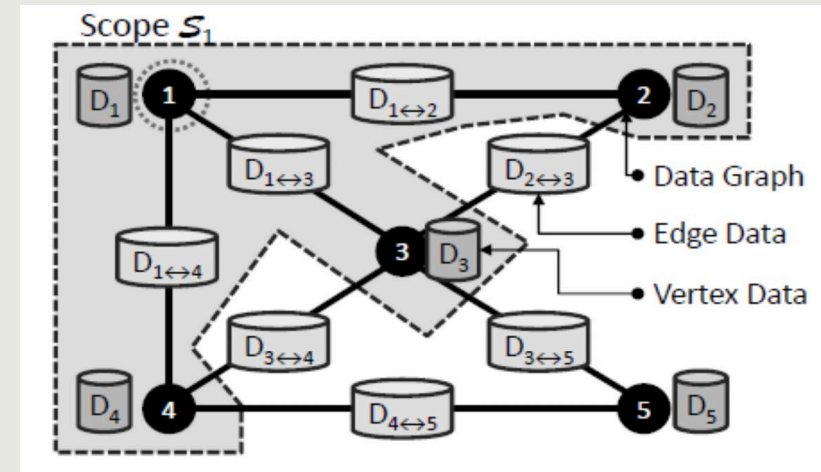 Scope 𝓢₁
D₁ 1 D₁↔₂ 2 D₂
D₁↔₃ D₂↔₃ Data Graph
Edge Data
3 D₃
D₁↔₄
Vertex Data
D₃↔₄ D₃↔₅
D₄ 4 D₄↔₅ 5 D₅